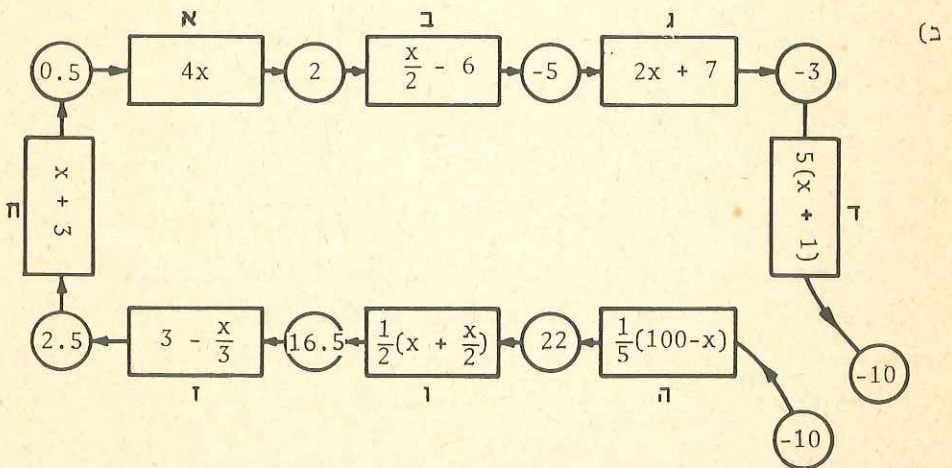 ב)
א
ב
ג
0.5
4x
2
x/2 - 6
-5
2x + 7
-3
ד
5(x + 1)
-10
-10
ה
1/5(100-x)
22
ו
1/2(x + x/2)
16.5
ז
3 - x/3
2.5
ח
x + 3